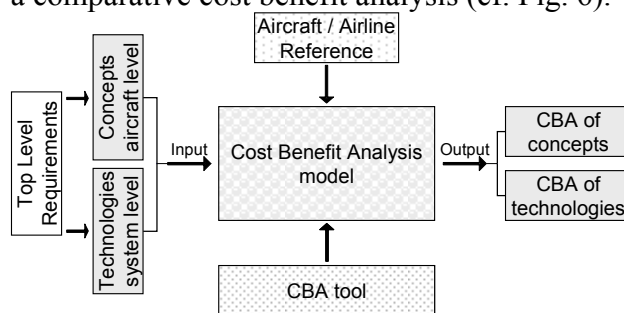 a comparative cost benefit analysis (cf. Fig. 6).
Aircraft / Airline
Reference
Top Level
Requirements
Concepts
aircraft level
Technologies
system level
Input
Cost Benefit Analysis
model
Output
CBA of
concepts
CBA of
technologies
CBA tool